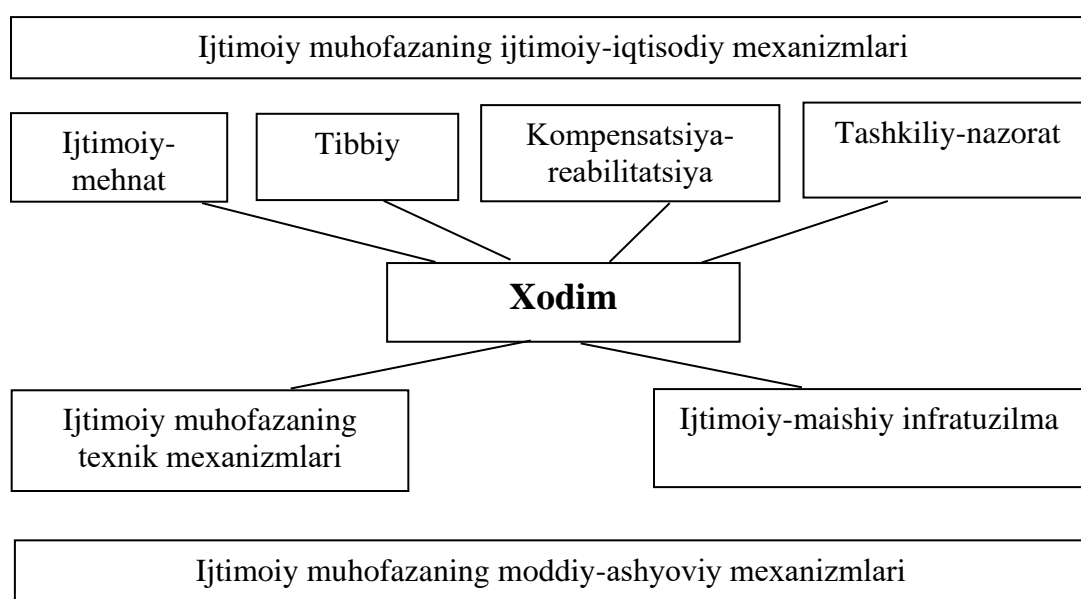 Ijtimoiy muhofazaning ijtimoiy-iqtisodiy mexanizmlari
Ijtimoiy-
mehnat
Tibbiy
Kompensatsiya-
reabilitatsiya
Tashkiliy-nazorat
Xodim
Ijtimoiy muhofazaning
texnik mexanizmlari
Ijtimoiy-maishiy infratuzilma
Ijtimoiy muhofazaning moddiy-ashyoviy mexanizmlari